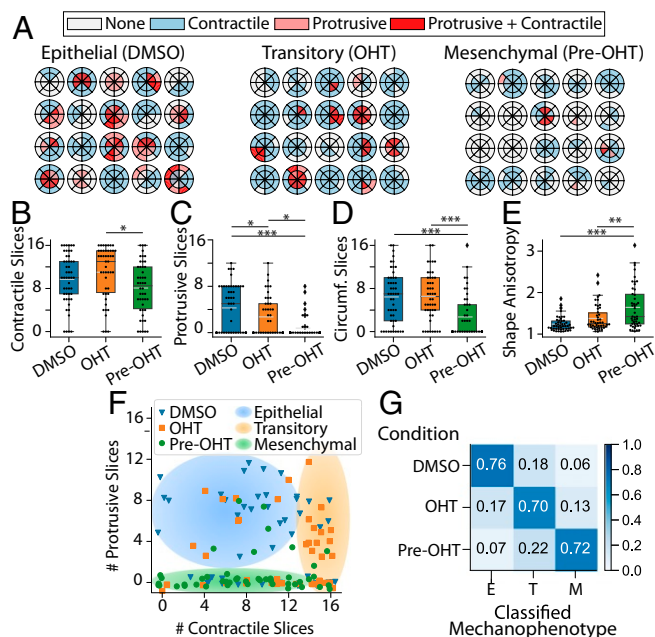 A
None Contractile Protrusive Protrusive + Contractile
Epithelial (DMSO) Transitory (OHT) Mesenchymal (Pre-OHT)
B
Contractile Slices
16
8
0
*
DMSO
OHT
Pre-OHT
C
Protrusive Slices
16
12
8
4
0
* *
***
DMSO
OHT
Pre-OHT
D
Circumf. Slices
16
8
0
***
***
DMSO
OHT
Pre-OHT
E
Shape Anisotropy
3
2
1
**
***
DMSO
OHT
Pre-OHT
F
DMSO Epithelial
OHT Transitory
Pre-OHT Mesenchymal
# Protrusive Slices
16
12
8
4
0
0 4 8 12 16
# Contractile Slices
G
Condition
DMSO 0.76 0.18 0.06
OHT 0.17 0.70 0.13
Pre-OHT 0.07 0.22 0.72
E T M
Classified
Mechanophenotype
1.0
0.8
0.6
0.4
0.2
0.0